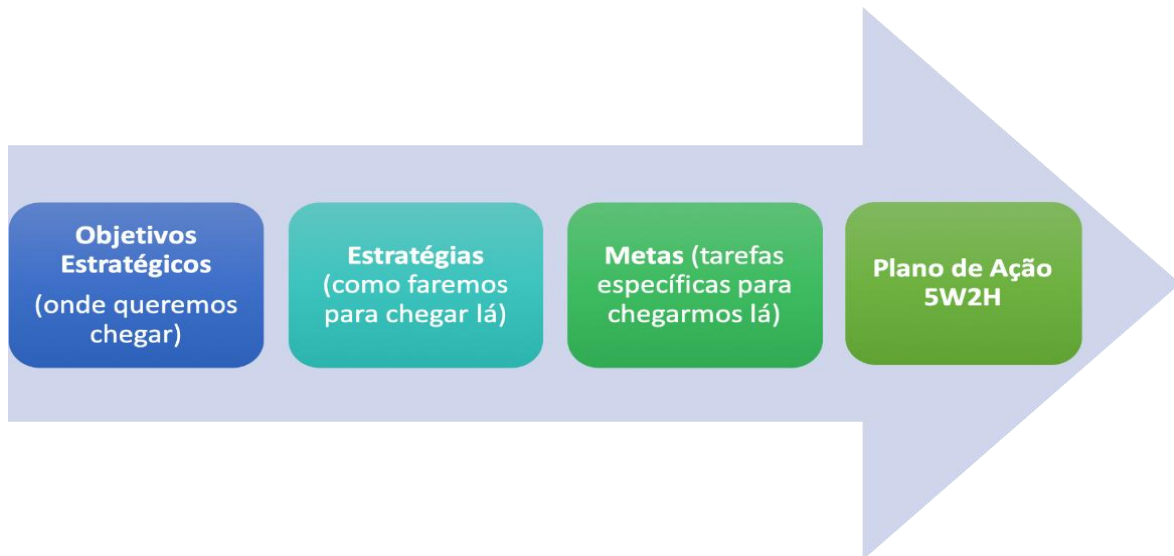 Objetivos
Estratégicos
(onde queremos
chegar)
Estratégias
(como faremos
para chegar lá)
Metas (tarefas
específicas para
chegarmos lá)
Plano de Ação
5W2H